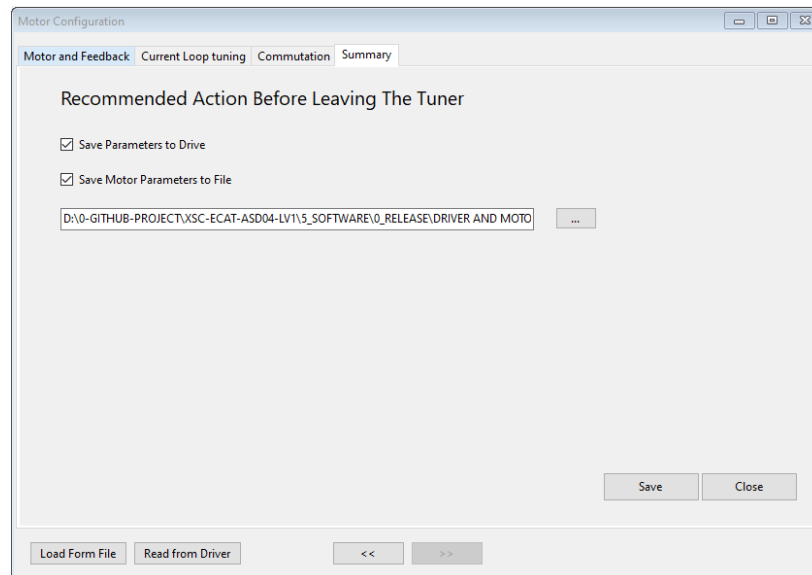 Motor Configuration
Motor and Feedback Current Loop tuning Commutation Summary
Recommended Action Before Leaving The Tuner
Save Parameters to Drive
Save Motor Parameters to File
D:\0-GITHUB-PROJECT\XSC-ECAT-ASD04-LV1\5_SOFTWARE\0_RELEASE\DRIVER AND MOTO
...
Save Close
Load Form File Read from Driver << >>